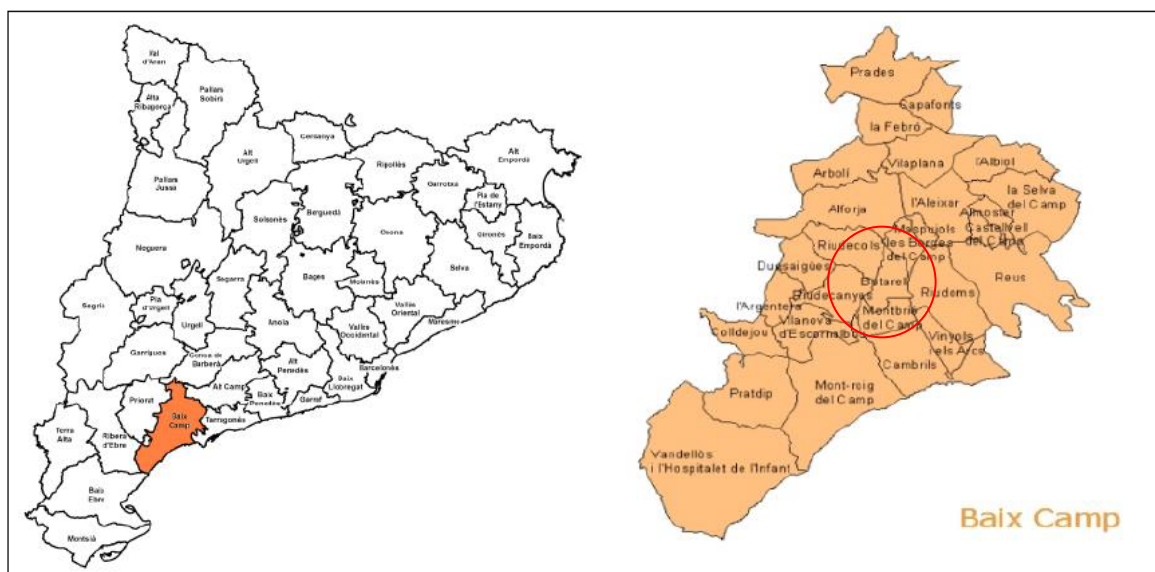 Val
d'Aran
Pallars
Sobirà
Alta
Ribagorça
Cerdanya
Alt
Urgell
Ripollès
Alt
Empordà
Garrotxa
Pla de
l'Estany
Pallars
Jussà
Berguedà
Solsonès
Gironès
Baix
Empordà
Osona
Noguera
Selva
Segarra
Bages
Moianès
Segrià
Pla
d'Urgell
Vallès
Oriental
Maresme
Urgell
Anoia
Vallès
Occidental
Garrigues
Conca de
Barberà
Alt
Penedès
Barcelonès
Baix
Llobregat
Alt Camp
Baix
Penedès
Garraf
Priorat
Baix
Camp
Tarragonès
Terra
Alta
Ribera
d'Ebre
Baix
Ebre
Montsià
Prades
Capafonts
la Febró
Vilaplana
l'Albiol
Arbolí
la Selva
del Camp
l'Aleixar
Alforja
Almoster
Castellvell
del Camp
Maspujols
Riudecols
les Borges
del Camp
Duesaigües
Reus
Botarell
Riudoms
l'Argentera
Riudecanyes
Montbrió
del Camp
Vilanova
d'Escornalbou
Colldejou
Vinyols
i els Arcs
Cambrils
Pratdip
Mont-roig
del Camp
Vandellòs
i l'Hospitalet de l'Infant
Baix Camp